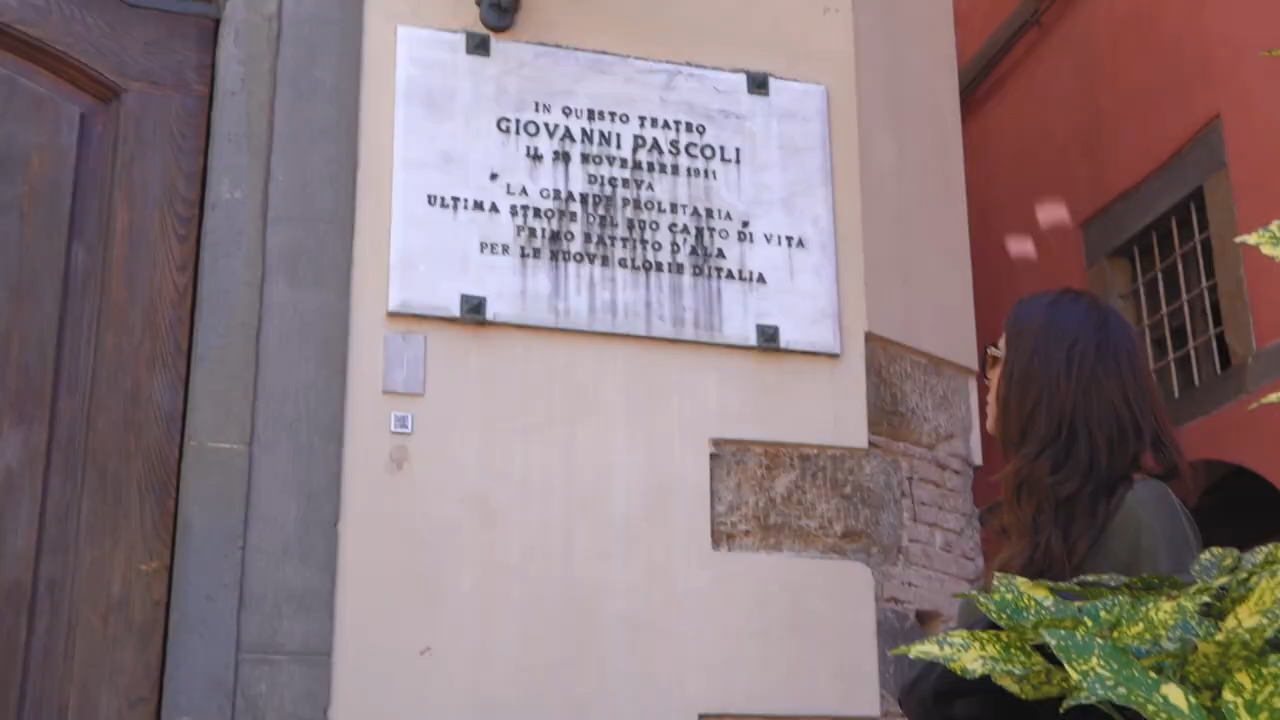 IN QUESTO TEATRO
GIOVANNI PASCOLI
IL 26 NOVEMBRE 1911
DICEVA
" LA GRANDE PROLETARIA "
ULTIMA STROFE DEL SUO CANTO DI VITA
PRIMO BATTITO D'ALA
PER LE NUOVE GLORIE D'ITALIA